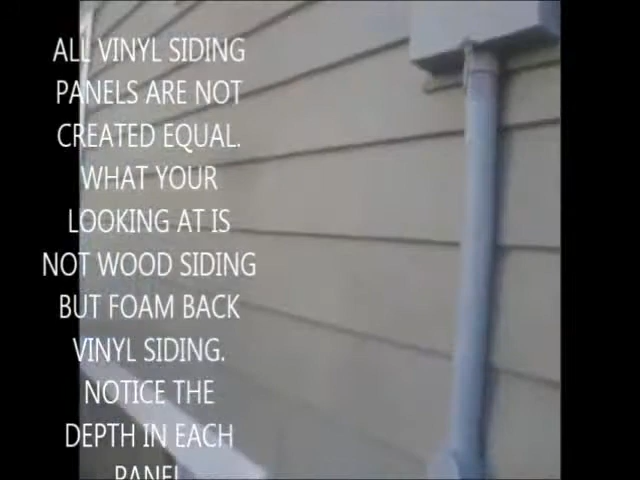 ALL VINYL SIDING
PANELS ARE NOT
CREATED EQUAL.
WHAT YOUR
LOOKING AT IS
NOT WOOD SIDING
BUT FOAM BACK
VINYL SIDING.
NOTICE THE
DEPTH IN EACH
PANEL